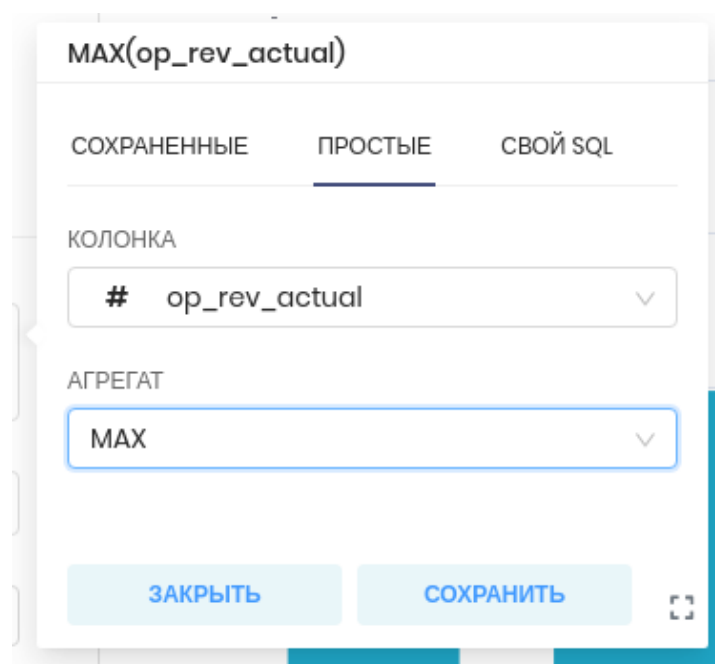 MAX(op_rev_actual)
СОХРАНЕННЫЕ ПРОСТЫЕ СВОЙ SQL
КОЛОНКА
# op_rev_actual
АГРЕГАТ
MAX
ЗАКРЫТЬ СОХРАНИТЬ